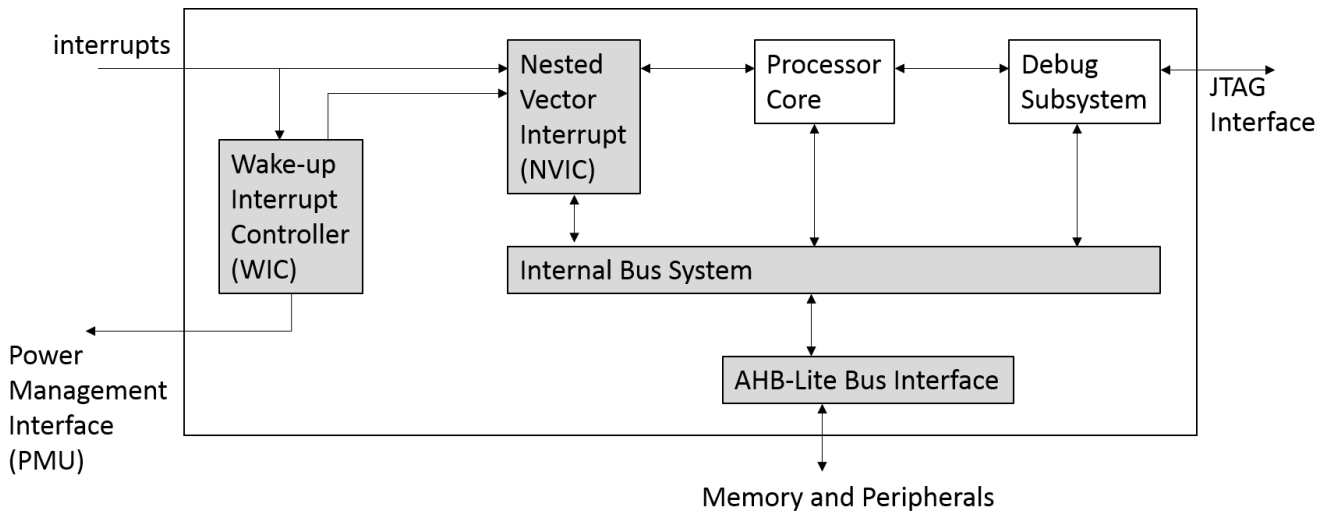 interrupts
Nested
Vector
Interrupt
(NVIC)
Processor
Core
Debug
Subsystem
JTAG
Interface
Wake-up
Interrupt
Controller
(WIC)
Internal Bus System
Power
Management
Interface
(PMU)
AHB-Lite Bus Interface
Memory and Peripherals